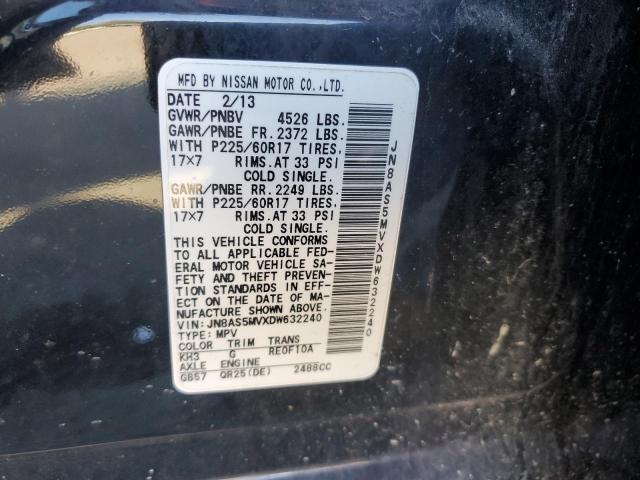 MFD BY NISSAN MOTOR CO.,LTD.
DATE 2/13
GVWR/PNBV 4526 LBS.
GAWR/PNBE FR. 2372 LBS.
WITH P225/60R17 TIRES,
17×7 RIMS.AT 33 PSI
COLD SINGLE.
GAWR/PNBE RR. 2249 LBS.
WITH P225/60R17 TIRES,
17×7 RIMS.AT 33 PSI
COLD SINGLE.
THIS VEHICLE CONFORMS
TO ALL APPLICABLE FED-
ERAL MOTOR VEHICLE SA-
FETY AND THEFT PREVEN-
TION STANDARDS IN EFF-
ECT ON THE DATE OF MA-
NUFACTURE SHOWN ABOVE.
VIN: JN8AS5MVXDW632240
TYPE: MPV
COLOR TRIM TRANS
KH3 G RE0F10A
AXLE ENGINE
GB57 QR25(DE) 2488CC
JN8AS5MVXDW632240